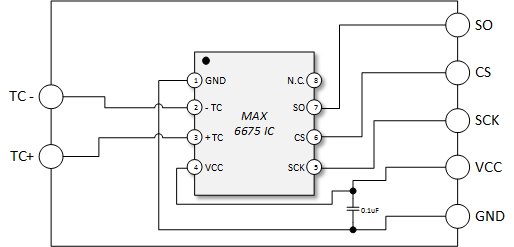 SO
CS
SCK
VCC
GND
TC -
TC+
MAX
6675 IC
1 GND
2 - TC
3 +TC
4 VCC
N.C. 8
SO 7
CS 6
SCK 5
0.1uF